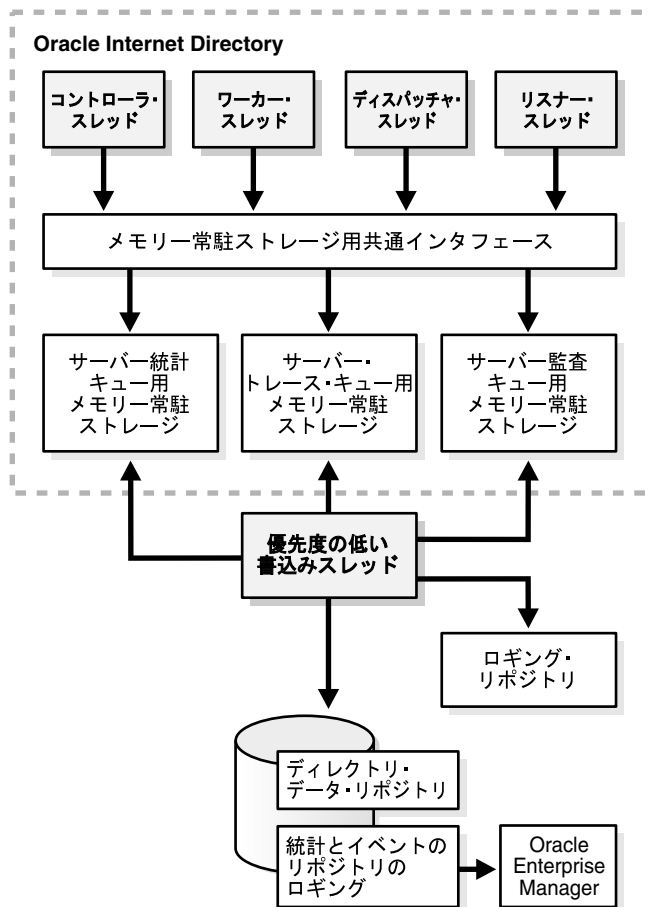 Oracle Internet Directory
コントローラ・
スレッド
ワーカー・
スレッド
ディスパッチャ・
スレッド
リスナー・
スレッド
メモリー常駐ストレージ用共通インタフェース
サーバー統計
キュー用
メモリー常駐
ストレージ
サーバー・
トレース・キュー用
メモリー常駐
ストレージ
サーバー監査
キュー用
メモリー常駐
ストレージ
優先度の低い
書込みスレッド
ロギング・
リポジトリ
ディレクトリ・
データ・リポジトリ
統計とイベントの
リポジトリの
ロギング
Oracle
Enterprise
Manager